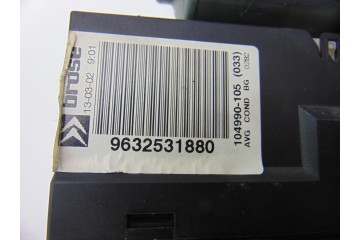 13-03-02 9:01
brose
9632531880
104990-105 (033)
AVG COND BG